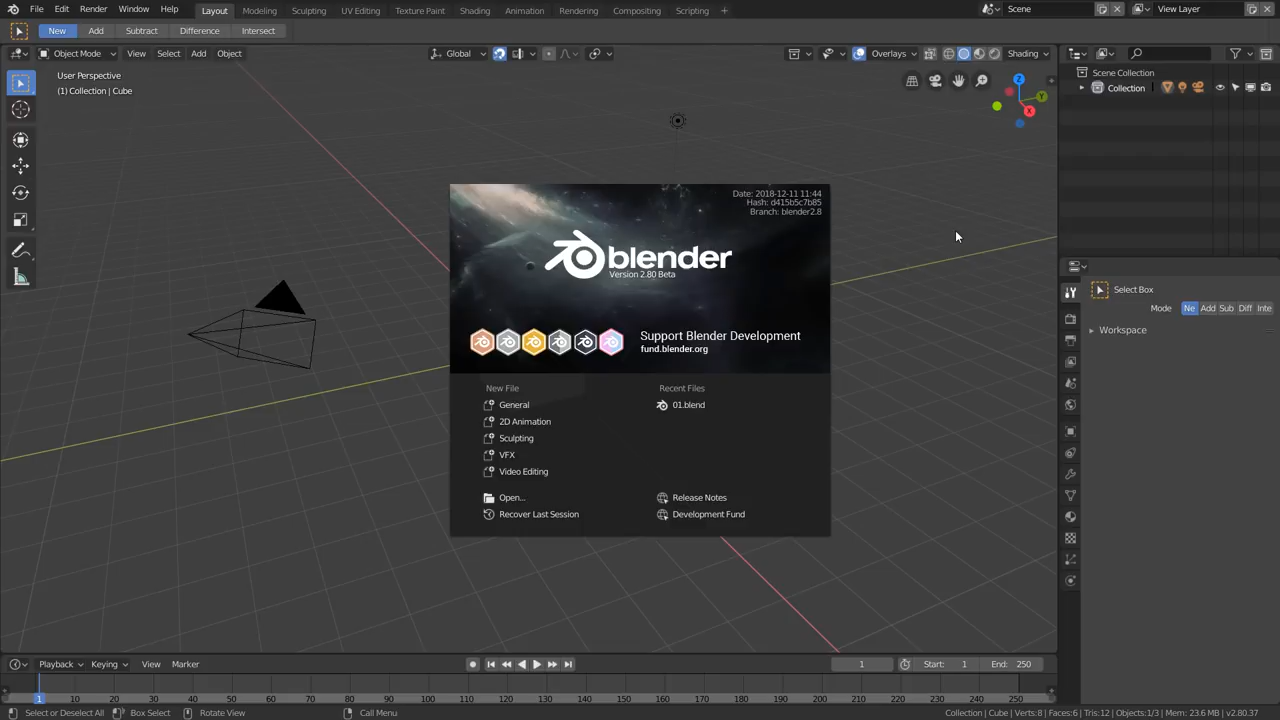 File Edit Render Window Help Layout Modeling Sculpting UV Editing Texture Paint Shading Animation Rendering Compositing Scripting + Scene View Layer
New Add Subtract Difference Intersect
Object Mode View Select Add Object Global Overlays Shading
User Perspective
(1) Collection | Cube
Z
Y
X
Scene Collection
Collection
Date: 2018-12-11 11:44
Hash: d415b5c7b85
Branch: blender2.8
blender
Version 2.80 Beta
Support Blender Development
fund.blender.org
New File
General
2D Animation
Sculpting
VFX
Video Editing
Open...
Recover Last Session
Recent Files
01.blend
Release Notes
Development Fund
Select Box
Mode Ne Add Sub Diff Inte
Workspace
Playback Keying View Marker 1 Start: 1 End: 250
1 10 20 30 40 50 60 70 80 90 100 110 120 130 140 150 160 170 180 190 200 210 220 230 240 250
Select or Deselect All Box Select Rotate View Call Menu Collection | Cube | Verts:8 | Faces:6 | Tris:12 | Objects:1/3 | Mem: 23.6 MB | v2.80.37